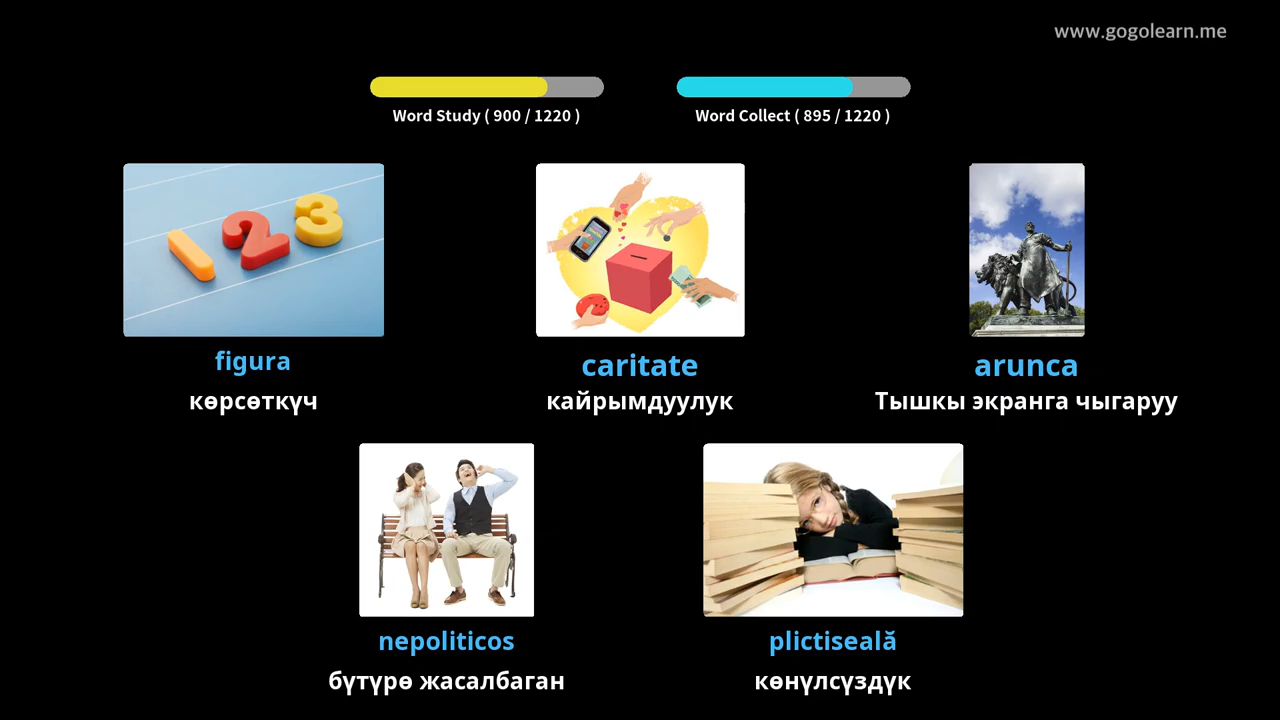 www.gogolearn.me
Word Study ( 900 / 1220 )
Word Collect ( 895 / 1220 )
figura
көрсөткүч
caritate
кайрымдуулук
arunca
Тышкы экранга чыгаруу
nepoliticos
бүтүрө жасалбаган
plictiseală
көнүлсүздүк